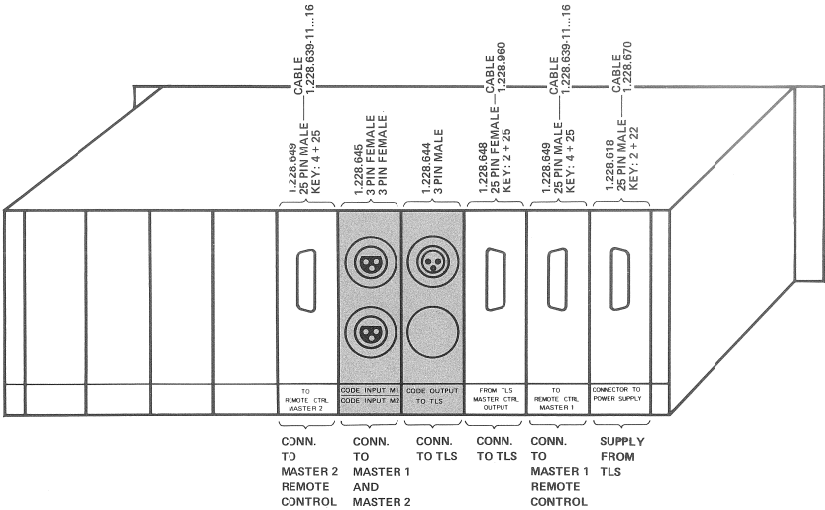 1.228.649
25 PIN MALE — CABLE
KEY: 4 + 25 1.228.639-11...16
1.228.645
3 PIN FEMALE
3 PIN FEMALE
1.228.644
3 PIN MALE
1.228.648
25 PIN FEMALE — CABLE
KEY: 2 + 25 1.228.960
1.228.649
25 PIN MALE — CABLE
KEY: 4 + 25 1.228.639-11...16
1.228.618
25 PIN MALE — CABLE
KEY: 2 + 22 1.228.670
TO
REMOTE CTRL
MASTER 2
CODE INPUT M1
CODE INPUT M2
CODE OUTPUT
TO TLS
FROM TLS
MASTER CTRL
OUTPUT
TO
REMOTE CTRL
MASTER 1
CONNECTOR TO
POWER SUPPLY
CONN.
TO
MASTER 2
REMOTE
CONTROL
CONN.
TO
MASTER 1
AND
MASTER 2
CONN.
TO TLS
CONN.
TO TLS
CONN.
TO
MASTER 1
REMOTE
CONTROL
SUPPLY
FROM
TLS